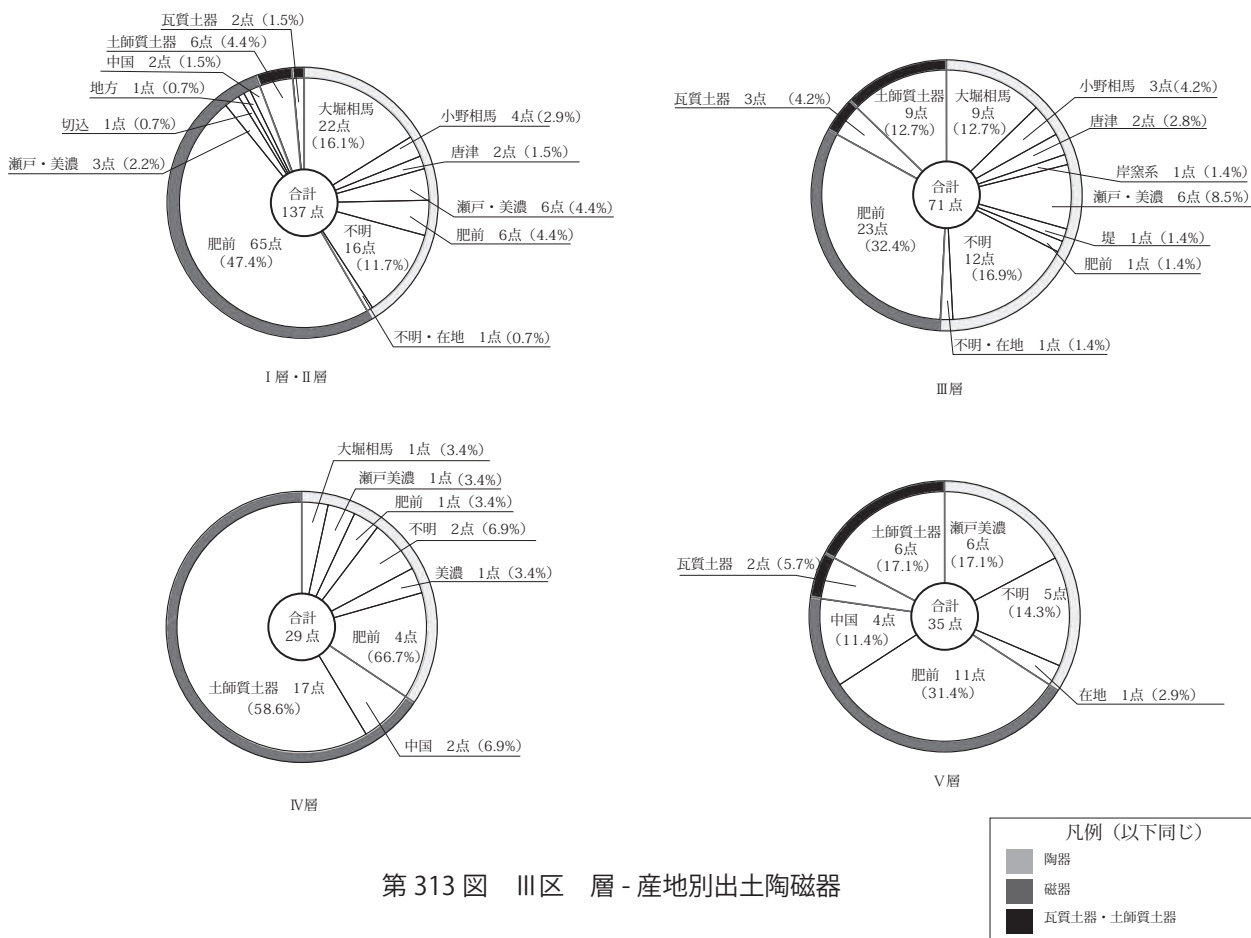 瓦質土器 2点（1.5%）
土師質土器 6点（4.4%）
中国 2点（1.5%）
地方 1点（0.7%）
切込 1点（0.7%）
瀬戸・美濃 3点（2.2%）
大堀相馬
22点
（16.1%）
小野相馬 4点（2.9%）
唐津 2点（1.5%）
瀬戸・美濃 6点（4.4%）
肥前 6点（4.4%）
不明
16点
（11.7%）
不明・在地 1点（0.7%）
肥前 65点
（47.4%）
合計
137 点
Ⅰ層・Ⅱ層
瓦質土器 3点 （4.2%）
土師質土器
9点
（12.7%）
大堀相馬
9点
（12.7%）
小野相馬 3点（4.2%）
唐津 2点（2.8%）
岸窯系 1点（1.4%）
瀬戸・美濃 6点（8.5%）
堤 1点（1.4%）
肥前 1点（1.4%）
不明
12点
（16.9%）
不明・在地 1点（1.4%）
肥前
23点
（32.4%）
合計
71 点
Ⅲ層
大堀相馬 1点（3.4%）
瀬戸美濃 1点（3.4%）
肥前 1点（3.4%）
不明 2点（6.9%）
美濃 1点（3.4%）
肥前 4点
（66.7%）
中国 2点（6.9%）
土師質土器 17点
（58.6%）
合計
29 点
Ⅳ層
土師質土器
6点
（17.1%）
瀬戸美濃
6点
（17.1%）
瓦質土器 2点（5.7%）
不明 5点
（14.3%）
中国 4点
（11.4%）
合計
35 点
肥前 11点
（31.4%）
在地 1点（2.9%）
Ⅴ層
凡例（以下同じ）
陶器
磁器
瓦質土器・土師質土器
第 313 図 Ⅲ区 層 - 産地別出土陶磁器